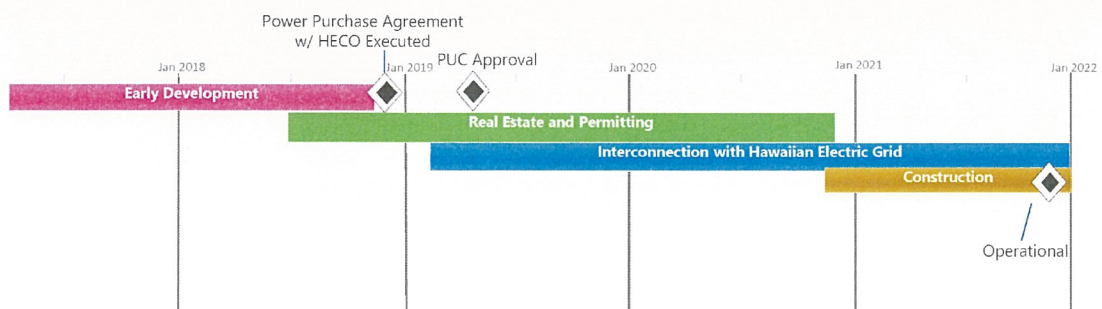 Power Purchase Agreement
w/ HECO Executed
PUC Approval
Jan 2018
Jan 2019
Jan 2020
Jan 2021
Jan 2022
Early Development
Real Estate and Permitting
Interconnection with Hawaiian Electric Grid
Construction
Operational